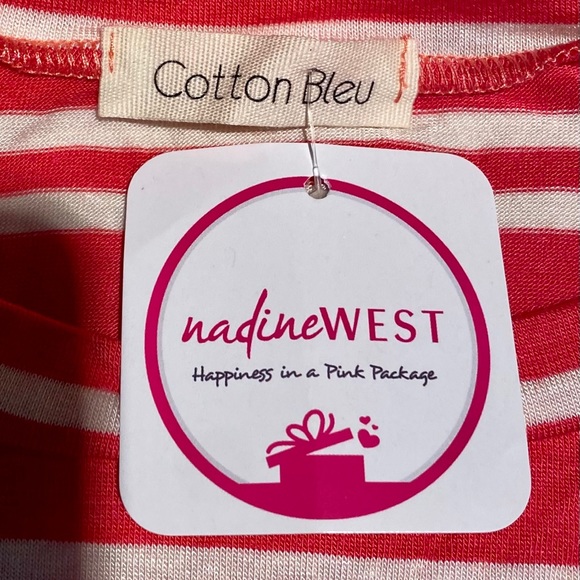 Cotton Bleu
nadineWEST
Happiness in a Pink Package